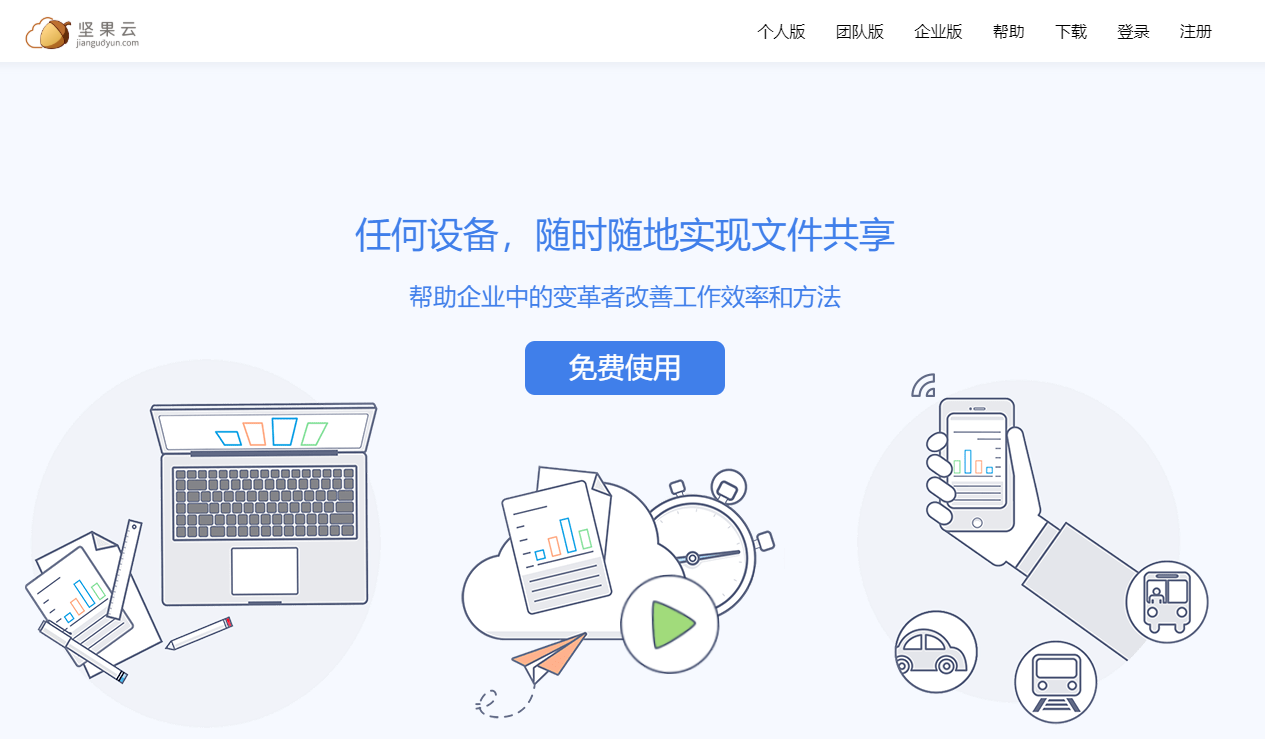 坚果云
jiangudyun.com
个人版 团队版 企业版 帮助 下载 登录 注册
任何设备，随时随地实现文件共享
帮助企业中的变革者改善工作效率和方法
免费使用